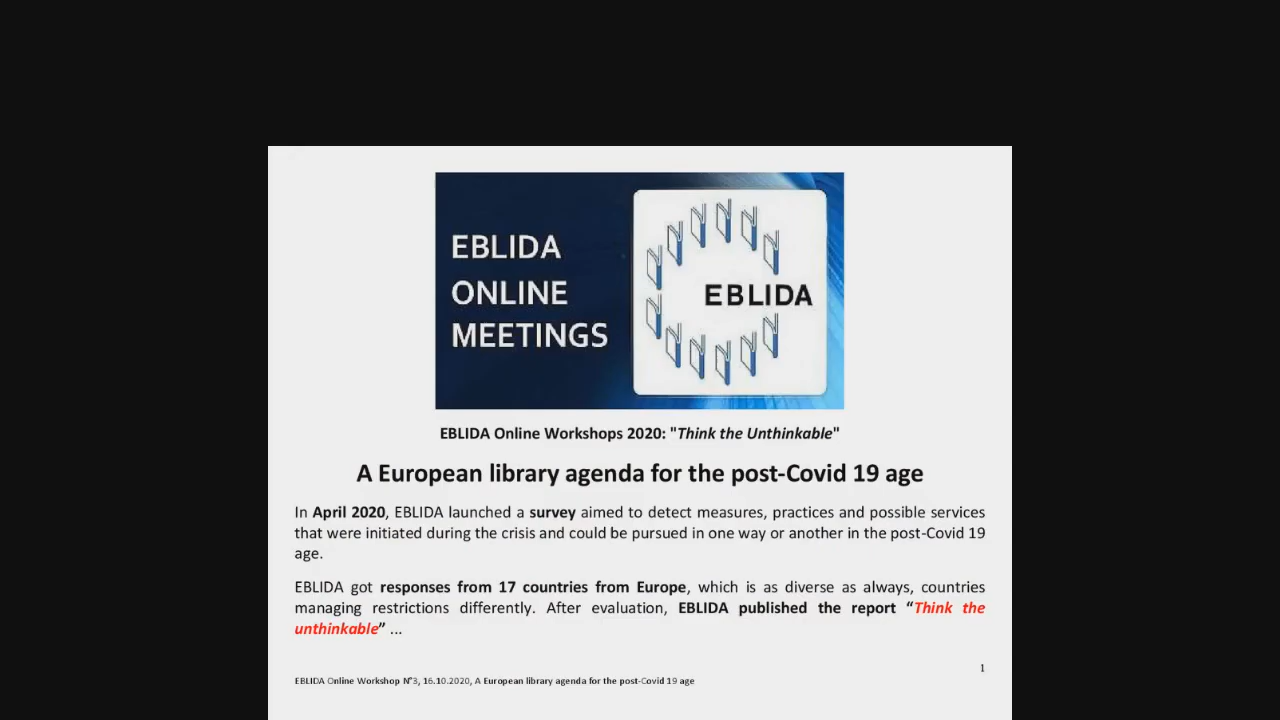 EBLIDA
ONLINE
MEETINGS
EBLIDA
EBLIDA Online Workshops 2020: "Think the Unthinkable"
A European library agenda for the post-Covid 19 age
In April 2020, EBLIDA launched a survey aimed to detect measures, practices and possible services
that were initiated during the crisis and could be pursued in one way or another in the post-Covid 19
age.
EBLIDA got responses from 17 countries from Europe, which is as diverse as always, countries
managing restrictions differently. After evaluation, EBLIDA published the report “Think the
unthinkable” ...
1
EBLIDA Online Workshop N°3, 16.10.2020, A European library agenda for the post-Covid 19 age